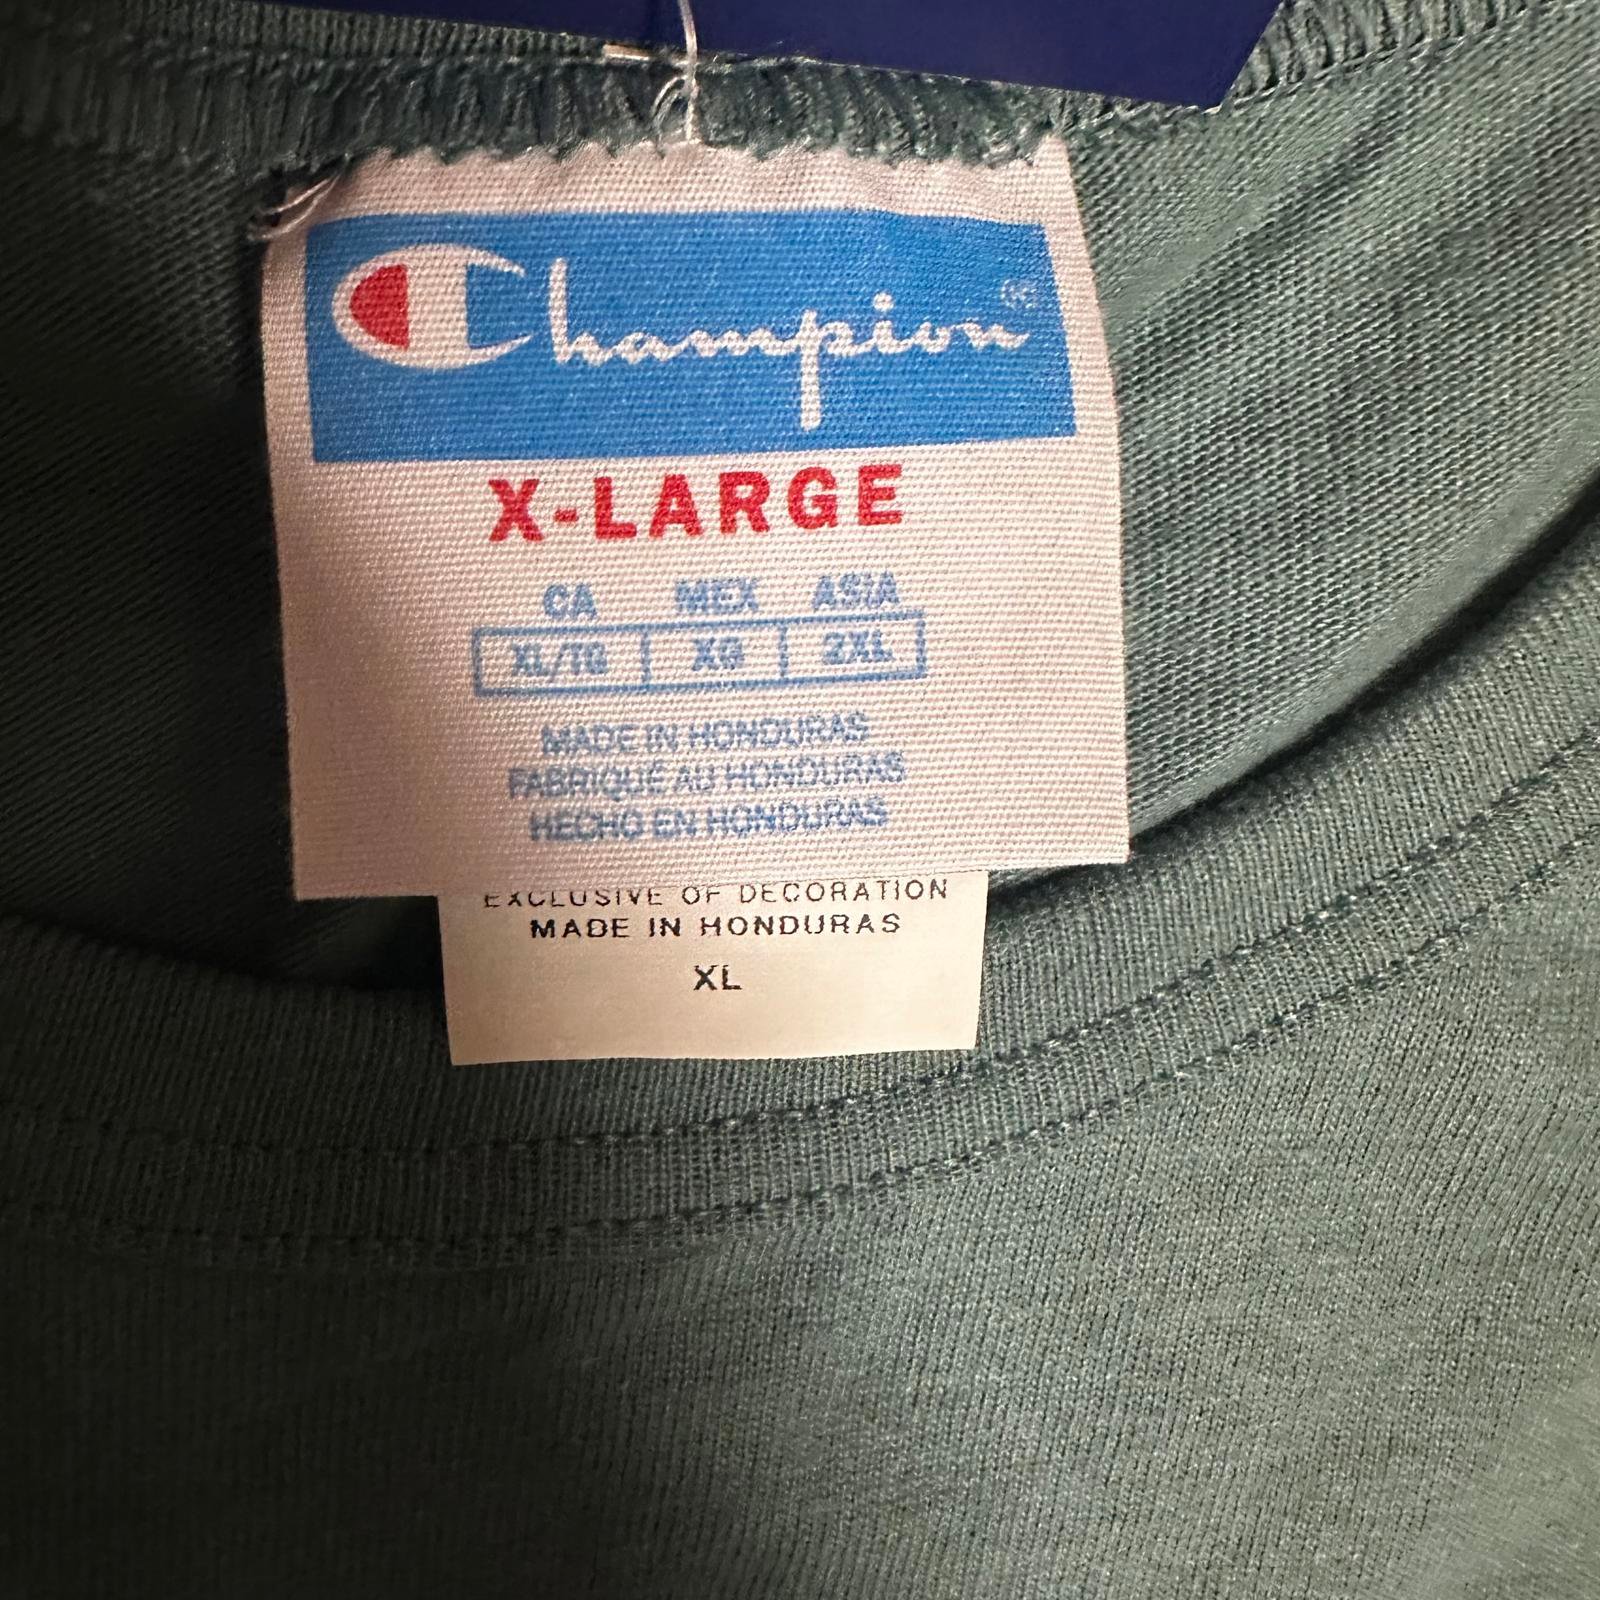 Champion®
X-LARGE
CA MEX ASIA
XL/TG XG 2XL
MADE IN HONDURAS
FABRIQUÉ AU HONDURAS
HECHO EN HONDURAS
EXCLUSIVE OF DECORATION
MADE IN HONDURAS
XL